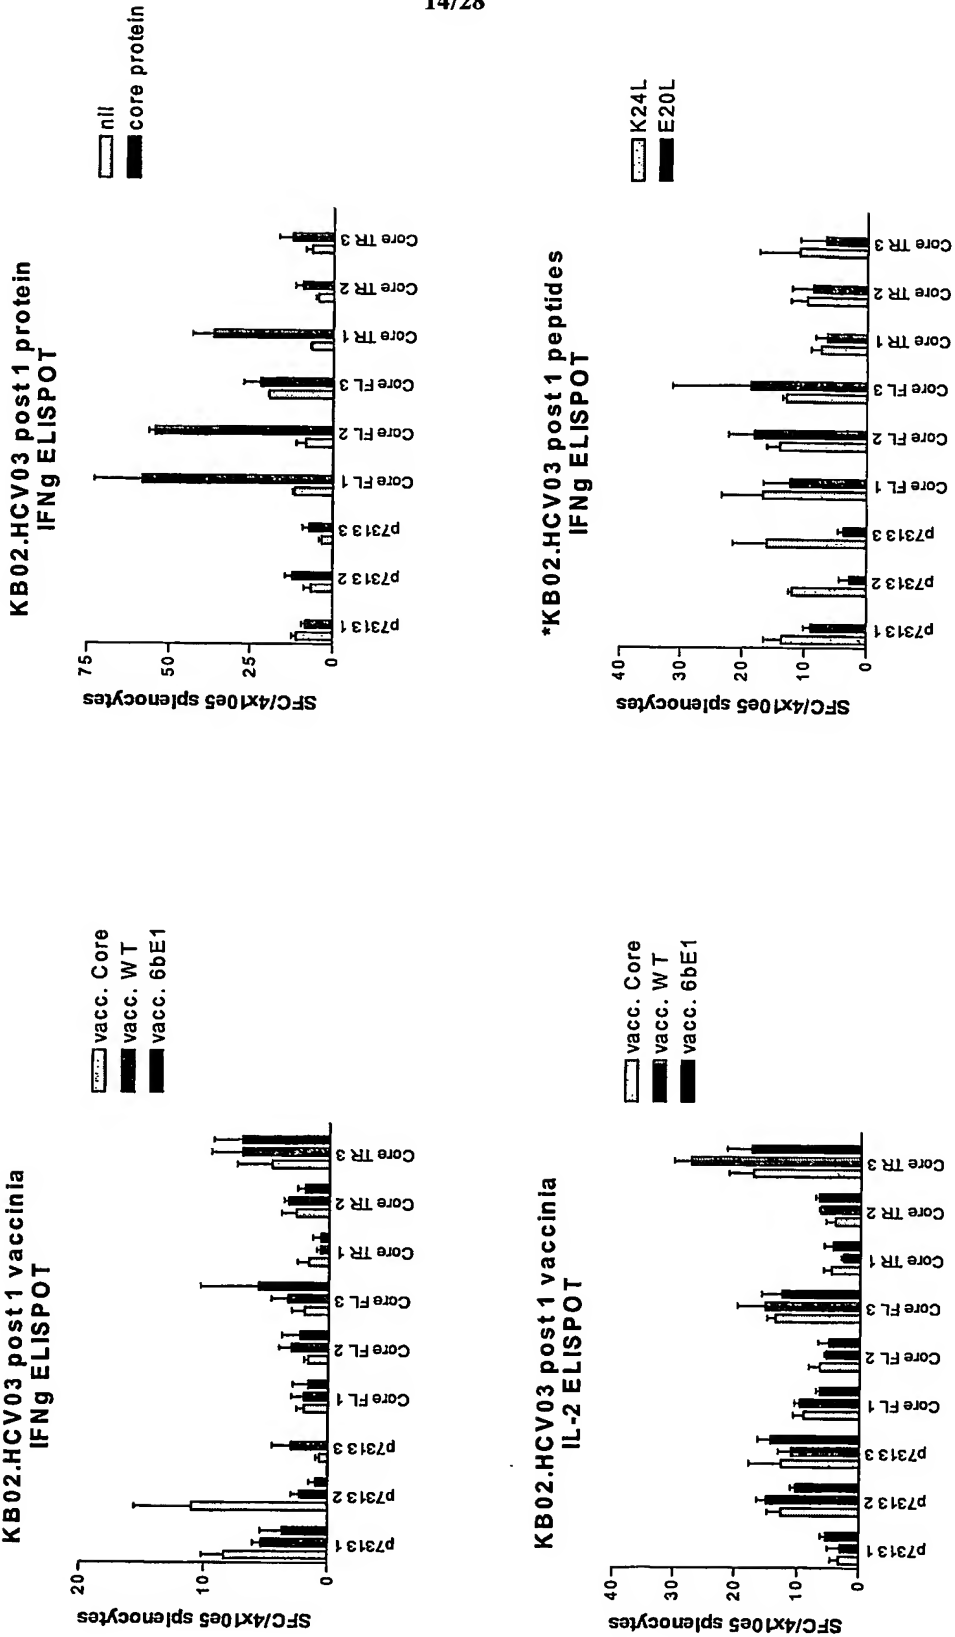 14/28
KB02.HCV03 post 1 vaccinia
IFNg ELISPOT
SFC/4x10e5 splenocytes
20
10
0
p7313 1
p7313 2
p7313 3
Core FL 1
Core FL 2
Core FL 3
Core TR 1
Core TR 2
Core TR 3
vacc. Core
vacc. WT
vacc. 6bE1
KB02.HCV03 post 1 protein
IFNg ELISPOT
SFC/4x10e5 splenocytes
75
50
25
0
p7313 1
p7313 2
p7313 3
Core FL 1
Core FL 2
Core FL 3
Core TR 1
Core TR 2
Core TR 3
nil
core protein
KB02.HCV03 post 1 vaccinia
IL-2 ELISPOT
SFC/4x10e5 splenocytes
40
30
20
10
0
p7313 1
p7313 2
p7313 3
Core FL 1
Core FL 2
Core FL 3
Core TR 1
Core TR 2
Core TR 3
vacc. Core
vacc. WT
vacc. 6bE1
*KB02.HCV03 post 1 peptides
IFNg ELISPOT
SFC/4x10e5 splenocytes
40
30
20
10
0
p7313 1
p7313 2
p7313 3
Core FL 1
Core FL 2
Core FL 3
Core TR 1
Core TR 2
Core TR 3
K24L
E20L